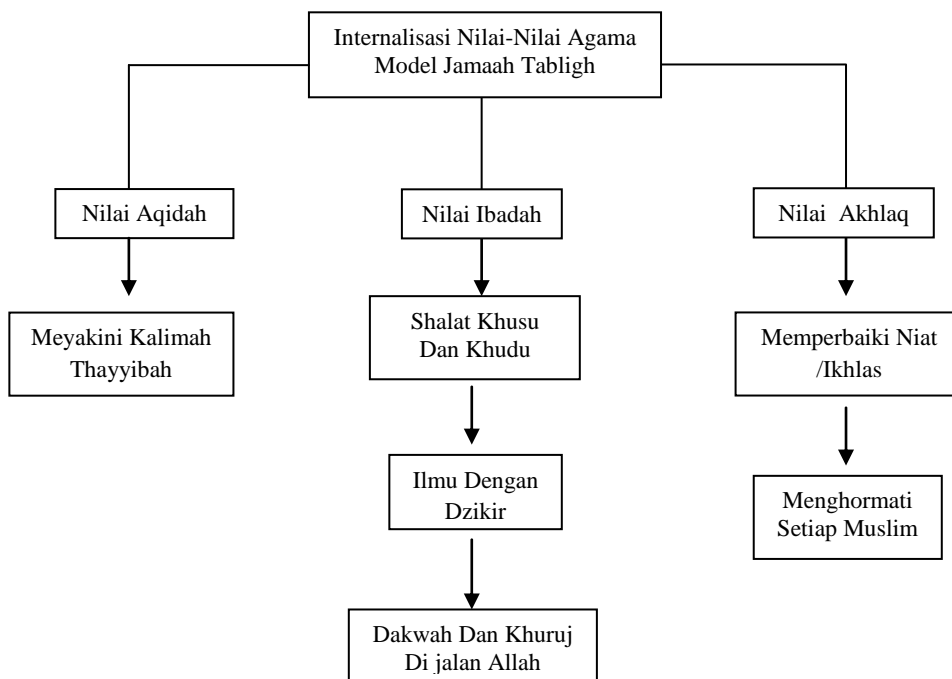 Internalisasi Nilai-Nilai Agama
Model Jamaah Tabligh
Nilai Aqidah
Nilai Ibadah
Nilai Akhlaq
Meyakini Kalimah
Thayyibah
Shalat Khusu
Dan Khudu
Memperbaiki Niat
/Ikhlas
Ilmu Dengan
Dzikir
Menghormati
Setiap Muslim
Dakwah Dan Khuruj
Di jalan Allah